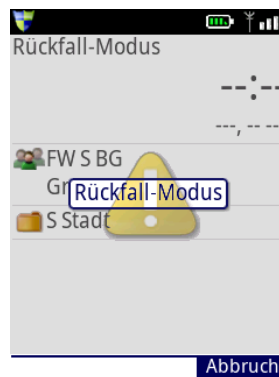 Rückfall-Modus
--:--
---, -- --
FW S BG
Gr
Rückfall-Modus
S Stadt
Abbruch